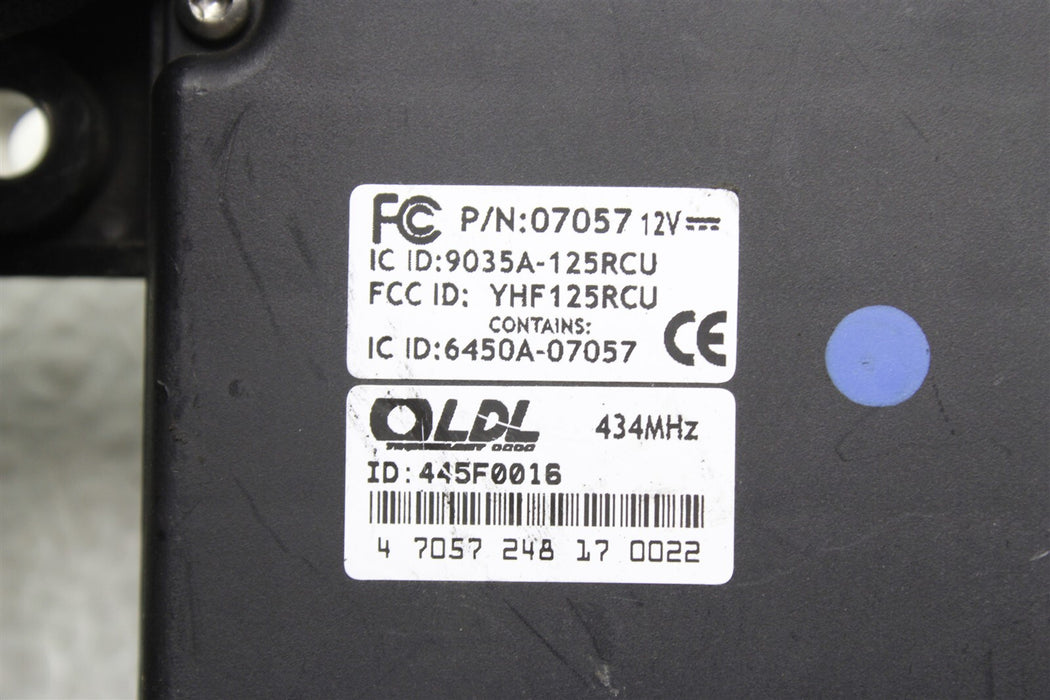 FC P/N:07057 12V
IC ID:9035A-125RCU
FCC ID: YHF125RCU
CONTAINS:
IC ID:6450A-07057 CE
LDL 434MHz
TECHNOLOGY
ID:445F0016
4 7057 248 17 0022